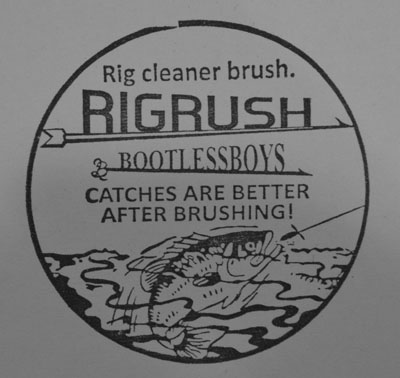 Rig cleaner brush.
RIGRUSH
BOOTLESSBOYS
CATCHES ARE BETTER
AFTER BRUSHING!